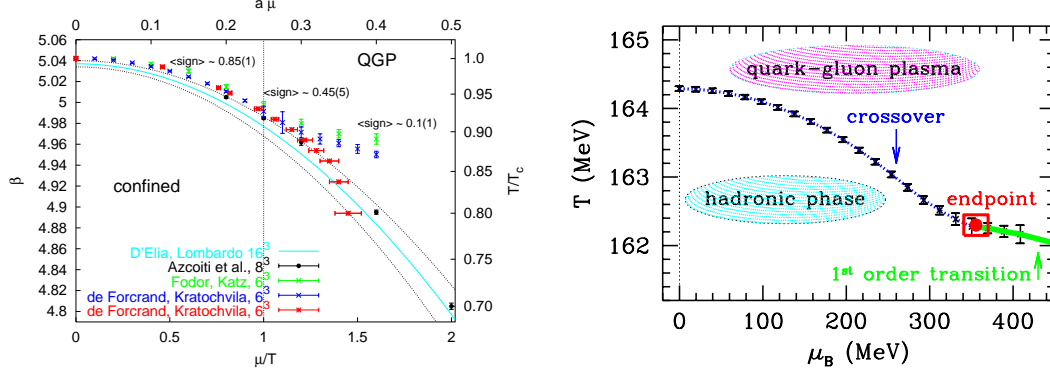 a μ
0 0.1 0.2 0.3 0.4 0.5
5.06
5.04
5.02
5
4.98
4.96
4.94
4.92
4.9
4.88
4.86
4.84
4.82
4.8
β
<sign> ~ 0.85(1)
QGP
<sign> ~ 0.45(5)
<sign> ~ 0.1(1)
confined
D'Elia, Lombardo 16³
Azcoiti et al., 8³
Fodor, Katz, 6³
de Forcrand, Kratochvila, 6³
de Forcrand, Kratochvila, 6³
1.0
0.95
0.90
0.80
0.70
T/T_c
0 0.5 1.0 1.5 2
μ/T
165
164
163
162
T (MeV)
quark-gluon plasma
crossover
hadronic phase
endpoint
1ˢᵗ order transition
0 100 200 300 400
μ_B (MeV)